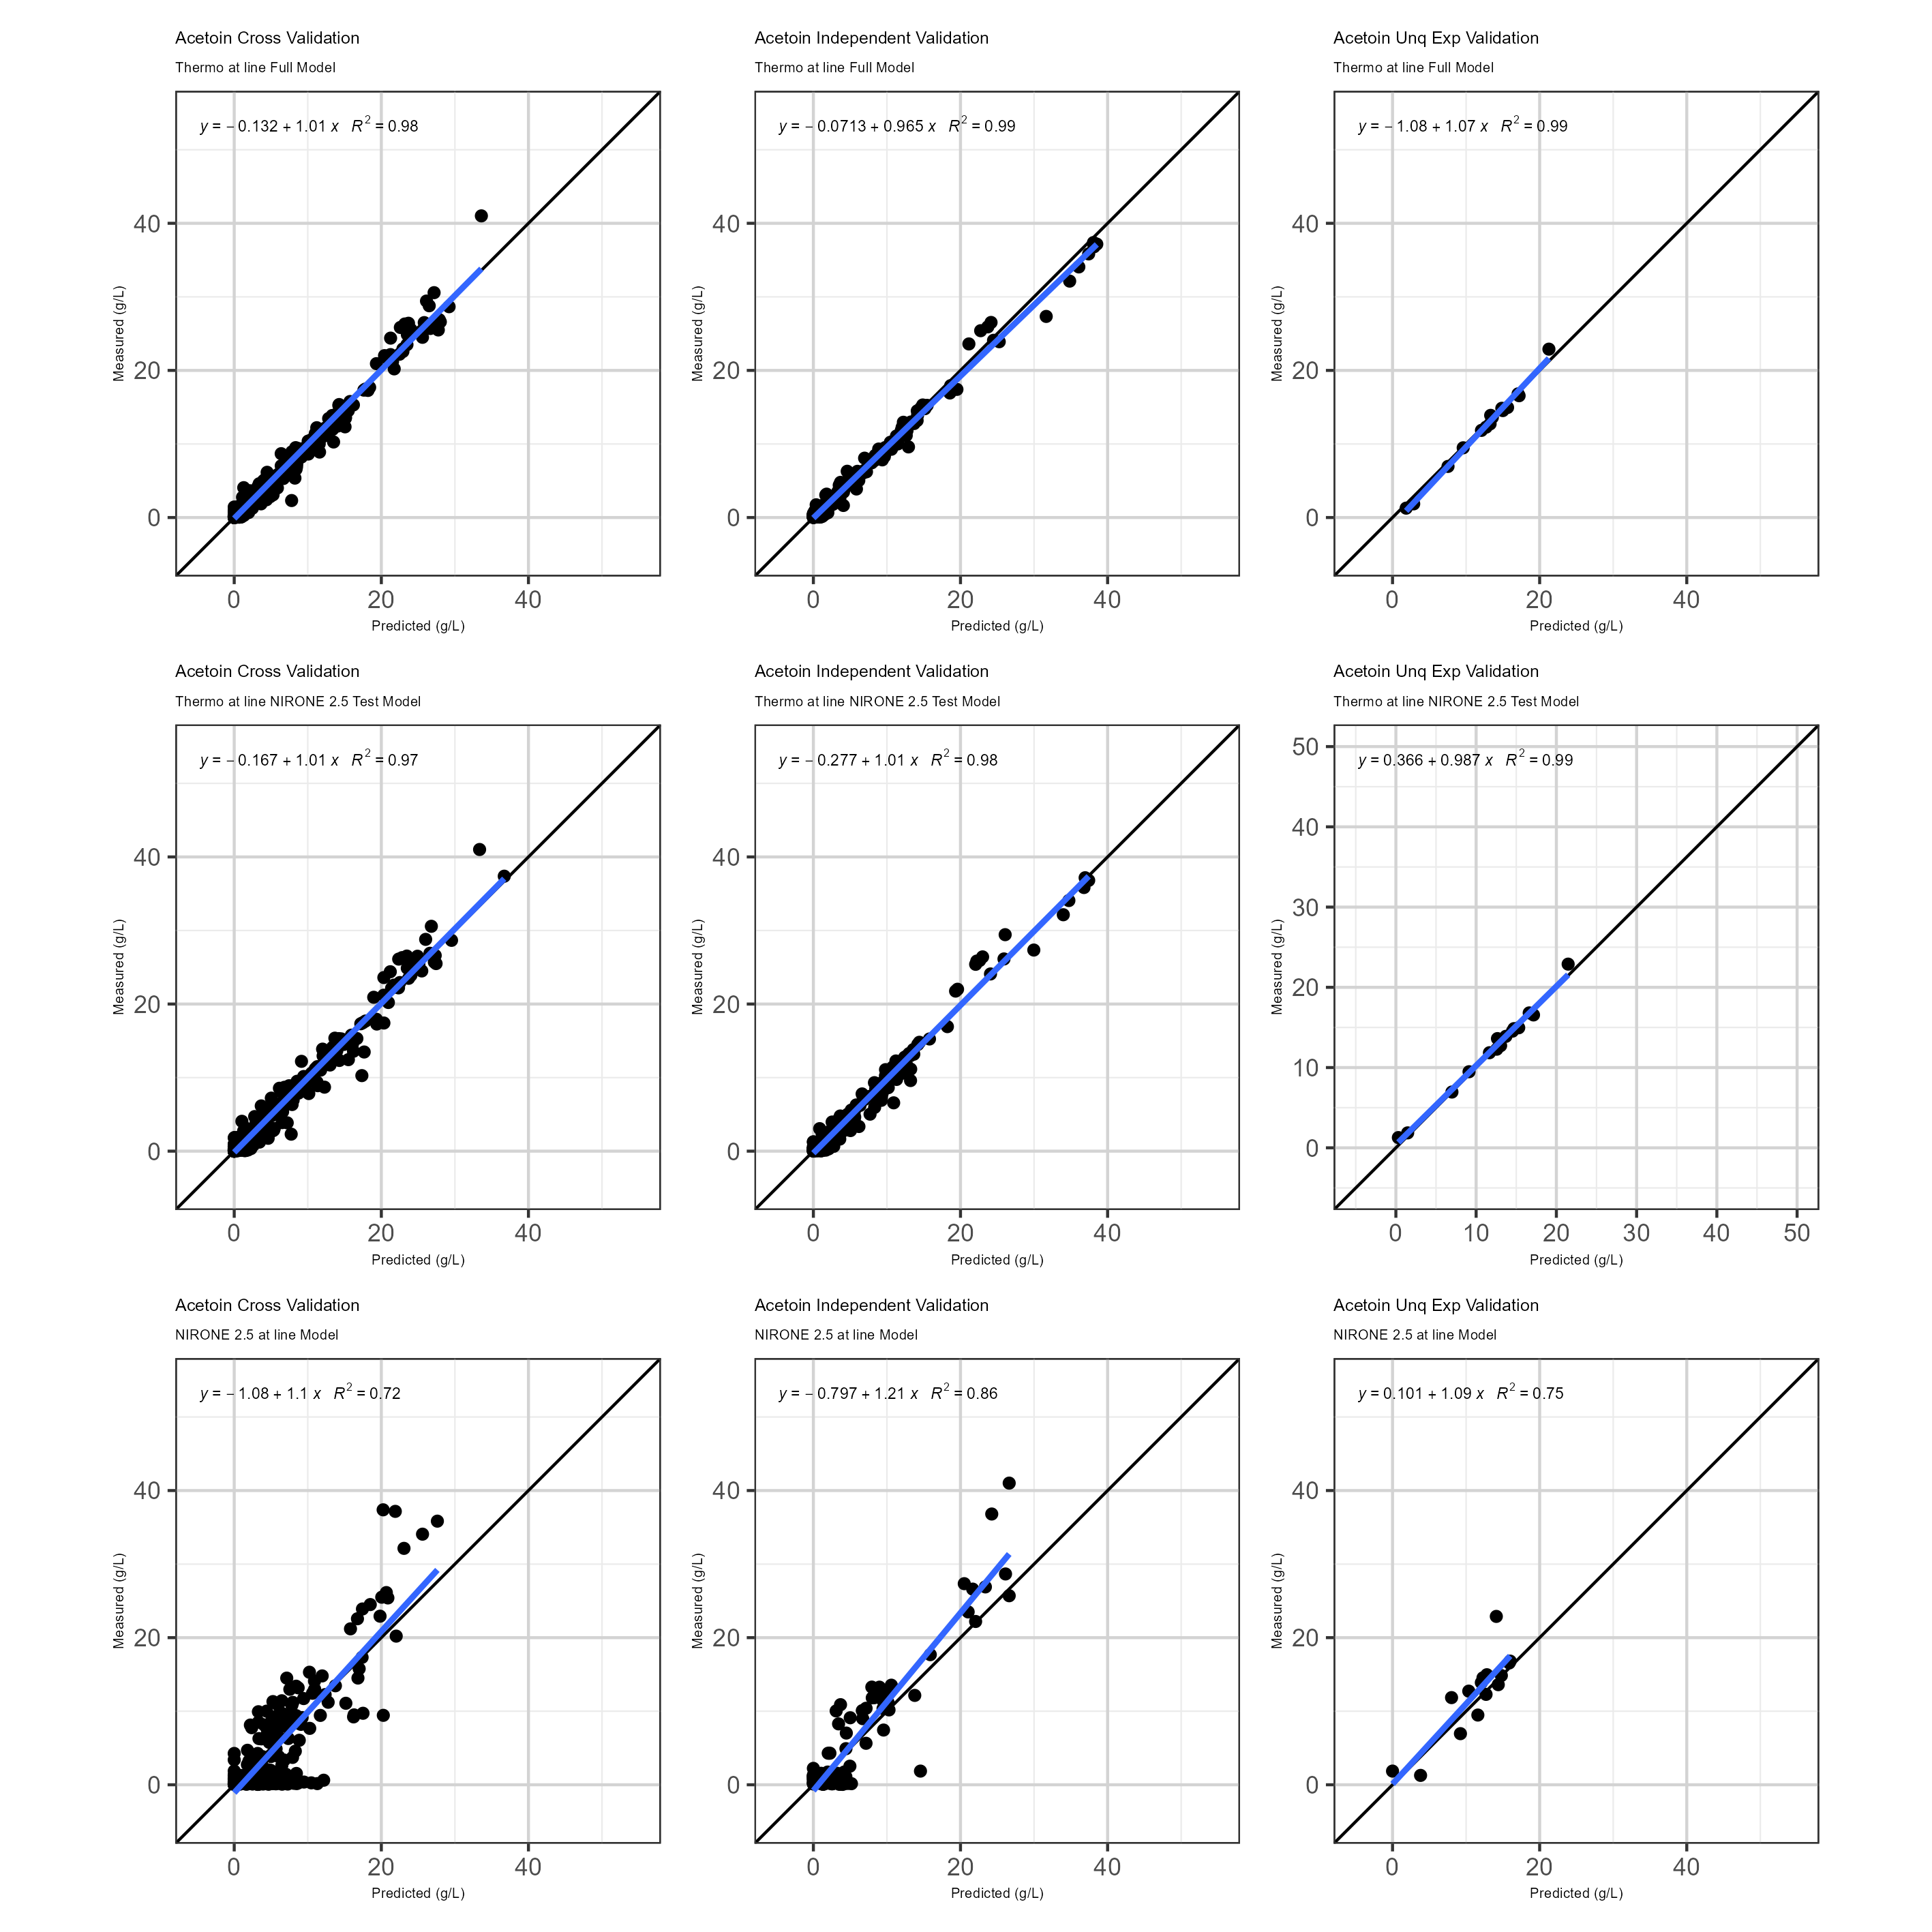 Acetoin Cross Validation
Thermo at line Full Model
y = − 0.132 + 1.01 x R2 = 0.98
40
20
0
0 20 40
Measured (g/L)
Predicted (g/L)
Acetoin Independent Validation
Thermo at line Full Model
y = − 0.0713 + 0.965 x R2 = 0.99
40
20
0
0 20 40
Measured (g/L)
Predicted (g/L)
Acetoin Unq Exp Validation
Thermo at line Full Model
y = − 1.08 + 1.07 x R2 = 0.99
40
20
0
0 20 40
Measured (g/L)
Predicted (g/L)
Acetoin Cross Validation
Thermo at line NIRONE 2.5 Test Model
y = − 0.167 + 1.01 x R2 = 0.97
40
20
0
0 20 40
Measured (g/L)
Predicted (g/L)
Acetoin Independent Validation
Thermo at line NIRONE 2.5 Test Model
y = − 0.277 + 1.01 x R2 = 0.98
40
20
0
0 20 40
Measured (g/L)
Predicted (g/L)
Acetoin Unq Exp Validation
Thermo at line NIRONE 2.5 Test Model
y = 0.366 + 0.987 x R2 = 0.99
50
40
30
20
10
0
0 10 20 30 40 50
Measured (g/L)
Predicted (g/L)
Acetoin Cross Validation
NIRONE 2.5 at line Model
y = − 1.08 + 1.1 x R2 = 0.72
40
20
0
0 20 40
Measured (g/L)
Predicted (g/L)
Acetoin Independent Validation
NIRONE 2.5 at line Model
y = − 0.797 + 1.21 x R2 = 0.86
40
20
0
0 20 40
Measured (g/L)
Predicted (g/L)
Acetoin Unq Exp Validation
NIRONE 2.5 at line Model
y = 0.101 + 1.09 x R2 = 0.75
40
20
0
0 20 40
Measured (g/L)
Predicted (g/L)